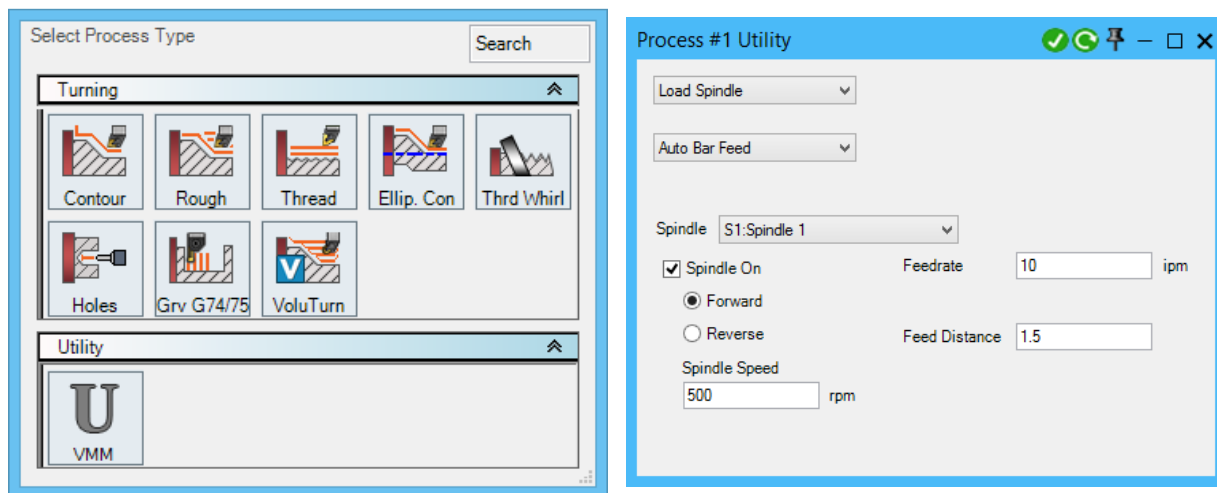 Select Process Type
Search
Turning
Contour
Rough
Thread
Ellip. Con
Thrd Whirl
Holes
Grv G74/75
VoluTurn
V
Utility
U
VMM
Process #1 Utility
Load Spindle
Auto Bar Feed
Spindle S1:Spindle 1
Spindle On
Feedrate 10 ipm
Forward
Reverse
Feed Distance 1.5
Spindle Speed
500 rpm